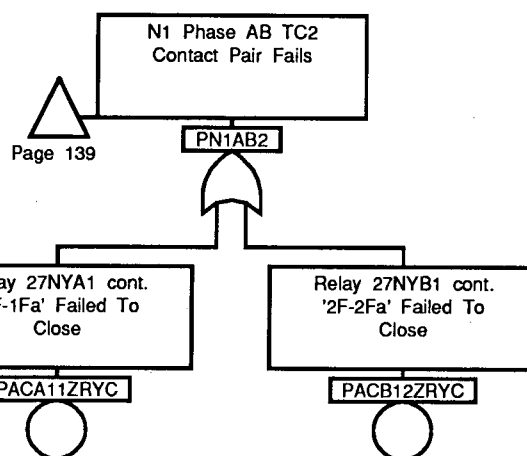 N1 Phase AB TC2
Contact Pair Fails
Page 139
PN1AB2
27NYA1 cont.
Failed To
Close
Relay 27NYB1 cont.
'2F-2Fa' Failed To
Close
PACA11ZRYC
PACB12ZRYC